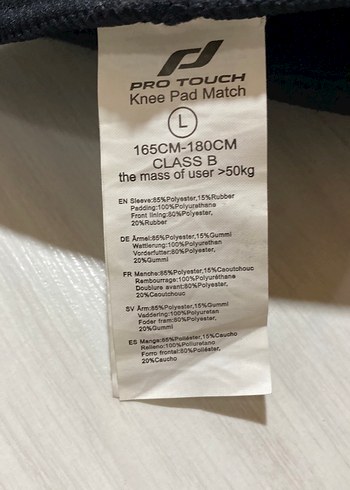 PRO TOUCH
Knee Pad Match
L
165CM-180CM
CLASS B
the mass of user >50kg
EN Sleeve:85%Polyester,15%Rubber
Padding:100%Polyurethane
Front lining:80%Polyester,
20%Rubber
DE Ärmel:85%Polyester,15%Gummi
Wattierung:100%Polyurethan
Vorderfutter:80%Polyester,
20%Gummi
FR Manche:85%Polyester,15%Caoutchouc
Rembourrage:100%Polyuréthane
Doublure avant:80%Polyester,
20%Caoutchouc
SV Ärm:85%Polyester,15%Gummi
Vaddering:100%Polyuretan
Foder fram:80%Polyester,
20%Gummi
ES Manga:85%Poliéster,15%Caucho
Relleno:100%Poliuretano
Forro frontal:80%Poliéster,
20%Caucho